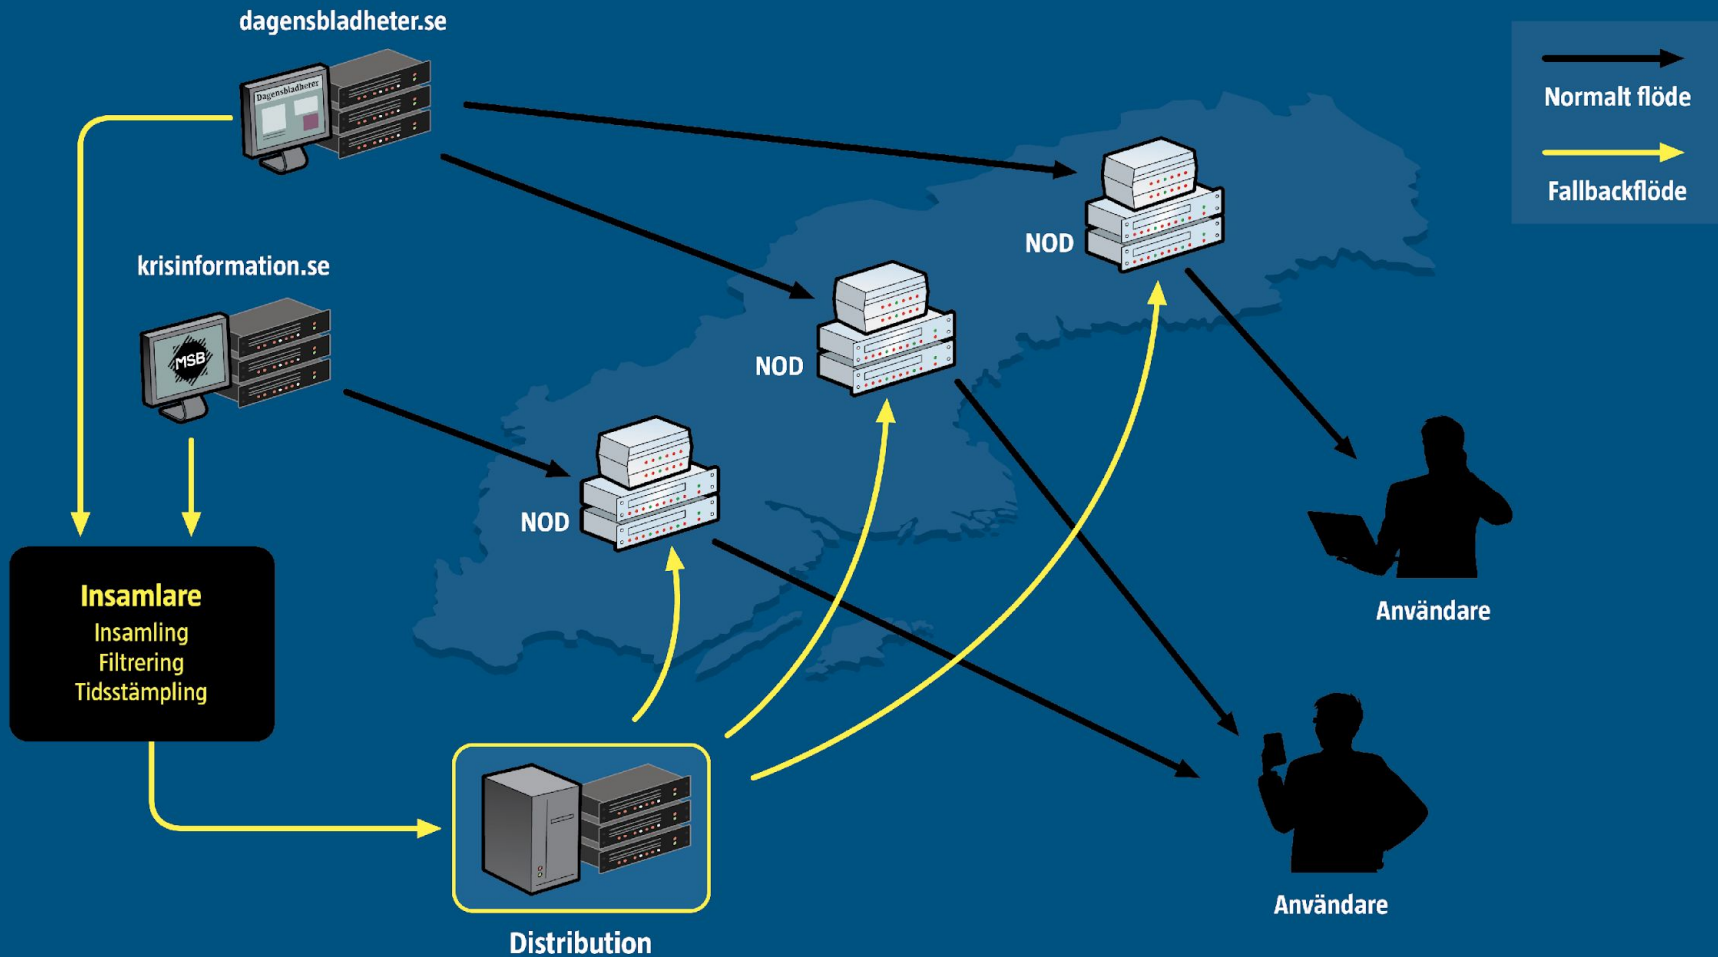 dagensbladheter.se
Dagensbladheter
Normalt flöde
Fallbackflöde
krisinformation.se
MSB
NOD
NOD
NOD
Insamlare
Insamling
Filtrering
Tidsstämpling
Användare
Användare
Distribution